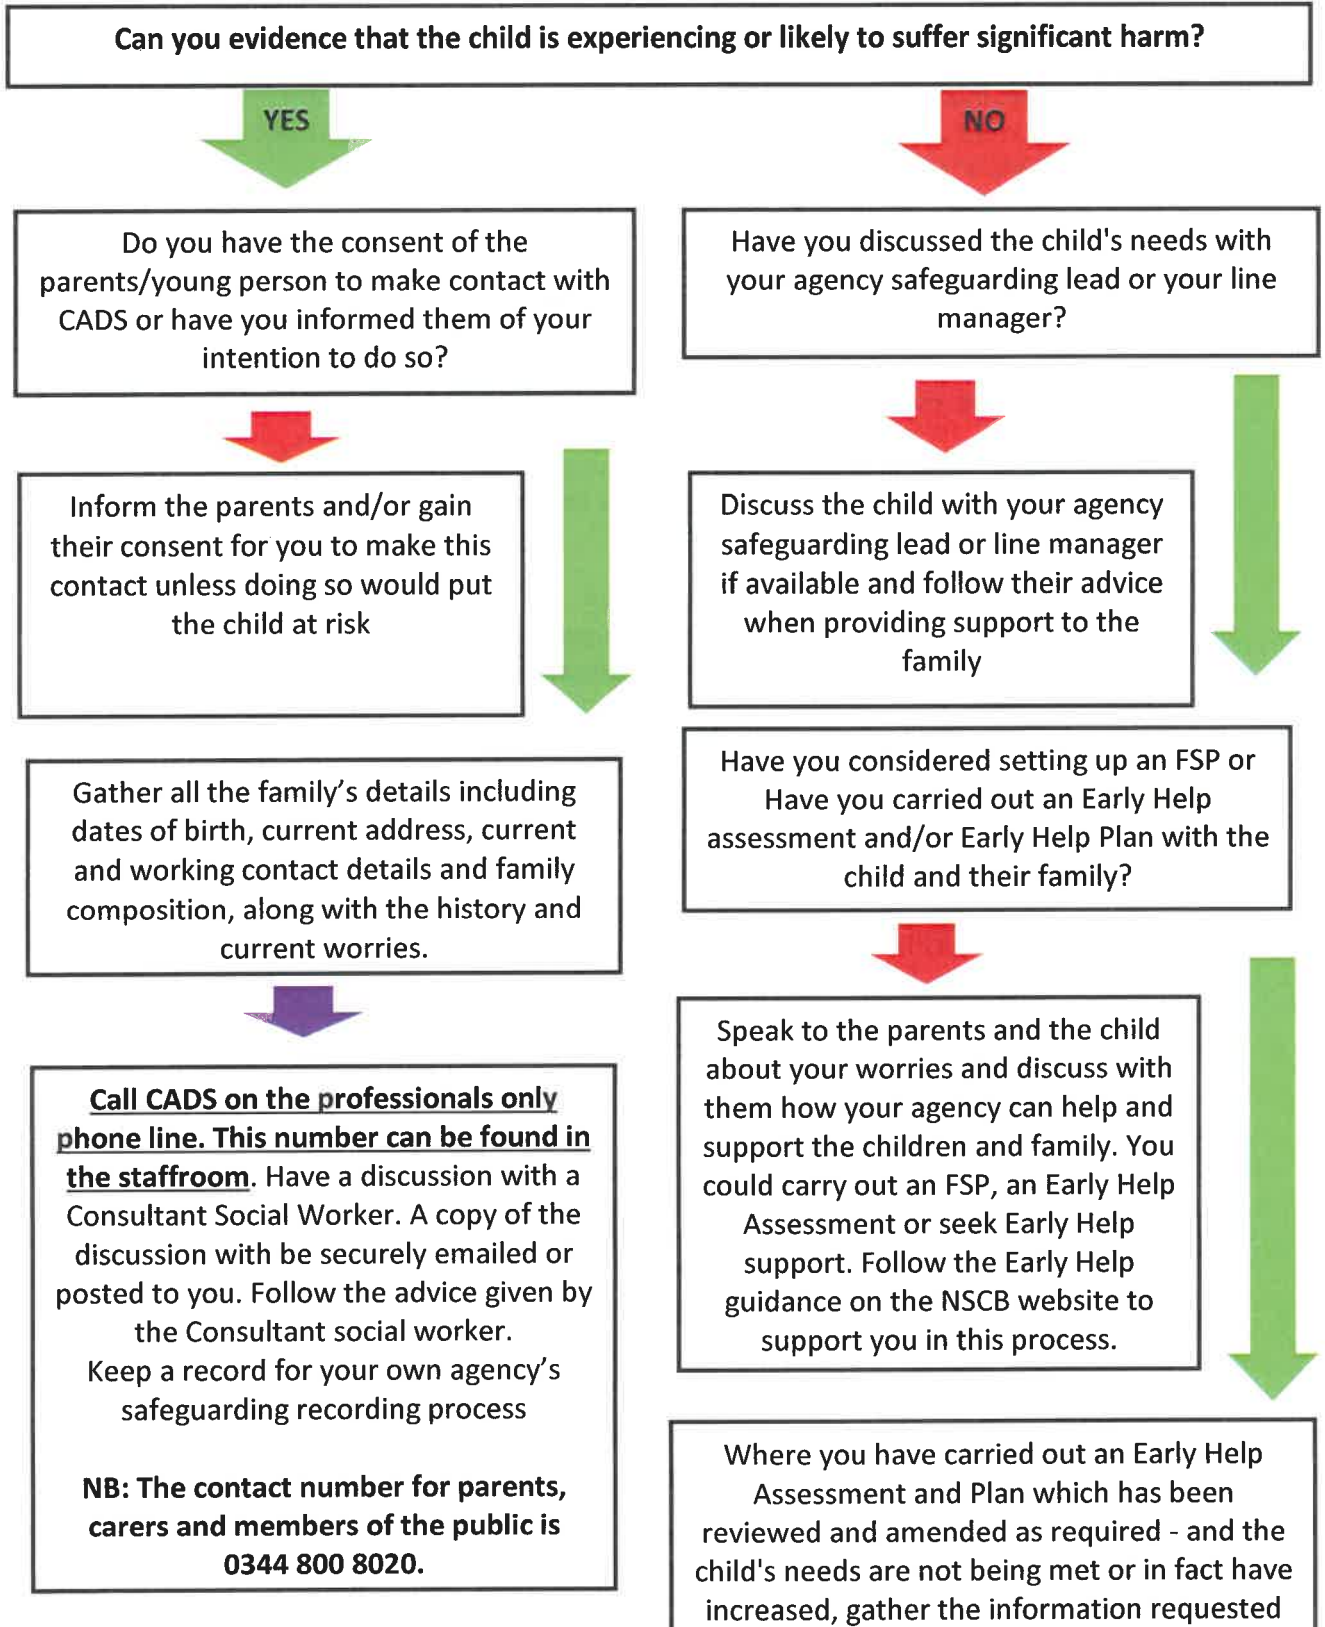 Can you evidence that the child is experiencing or likely to suffer significant harm?
YES
NO
Do you have the consent of the
parents/young person to make contact with
CADS or have you informed them of your
intention to do so?
Have you discussed the child's needs with
your agency safeguarding lead or your line
manager?
Inform the parents and/or gain
their consent for you to make this
contact unless doing so would put
the child at risk
Discuss the child with your agency
safeguarding lead or line manager
if available and follow their advice
when providing support to the
family
Gather all the family’s details including
dates of birth, current address, current
and working contact details and family
composition, along with the history and
current worries.
Have you considered setting up an FSP or
Have you carried out an Early Help
assessment and/or Early Help Plan with the
child and their family?
Call CADS on the professionals only
phone line. This number can be found in
the staffroom. Have a discussion with a
Consultant Social Worker. A copy of the
discussion with be securely emailed or
posted to you. Follow the advice given by
the Consultant social worker.
Keep a record for your own agency’s
safeguarding recording process
NB: The contact number for parents,
carers and members of the public is
0344 800 8020.
Speak to the parents and the child
about your worries and discuss with
them how your agency can help and
support the children and family. You
could carry out an FSP, an Early Help
Assessment or seek Early Help
support. Follow the Early Help
guidance on the NSCB website to
support you in this process.
Where you have carried out an Early Help
Assessment and Plan which has been
reviewed and amended as required - and the
child's needs are not being met or in fact have
increased, gather the information requested